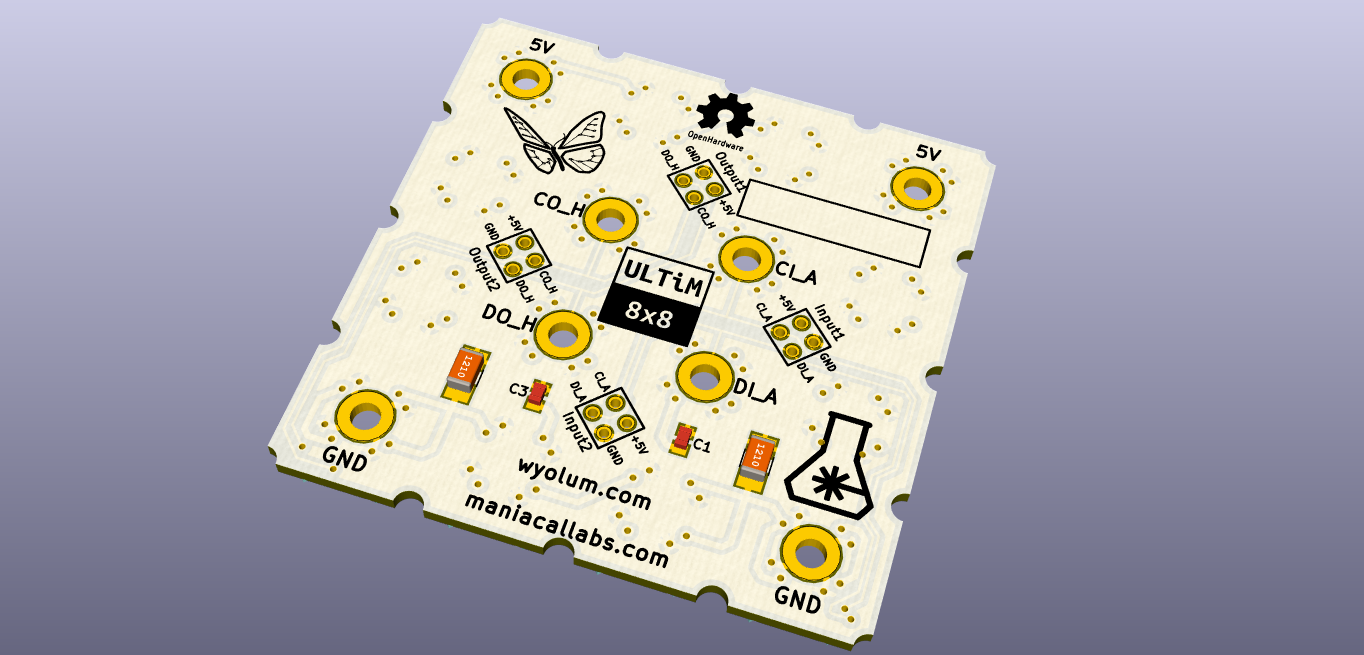 5V
OpenHardware
5V
GND
Output1
DO_H
+5V
CO_H
CO_H
+5V
GND
Output2
DO_H
CO_H
CI_A
ULTiM
8x8
+5V
Input1
CI_A
GND
DI_A
DO_H
1210
C3
CI_A
DI_A
Input2
+5V
GND
DI_A
C1
1210
GND
wyolum.com
maniacallabs.com
GND